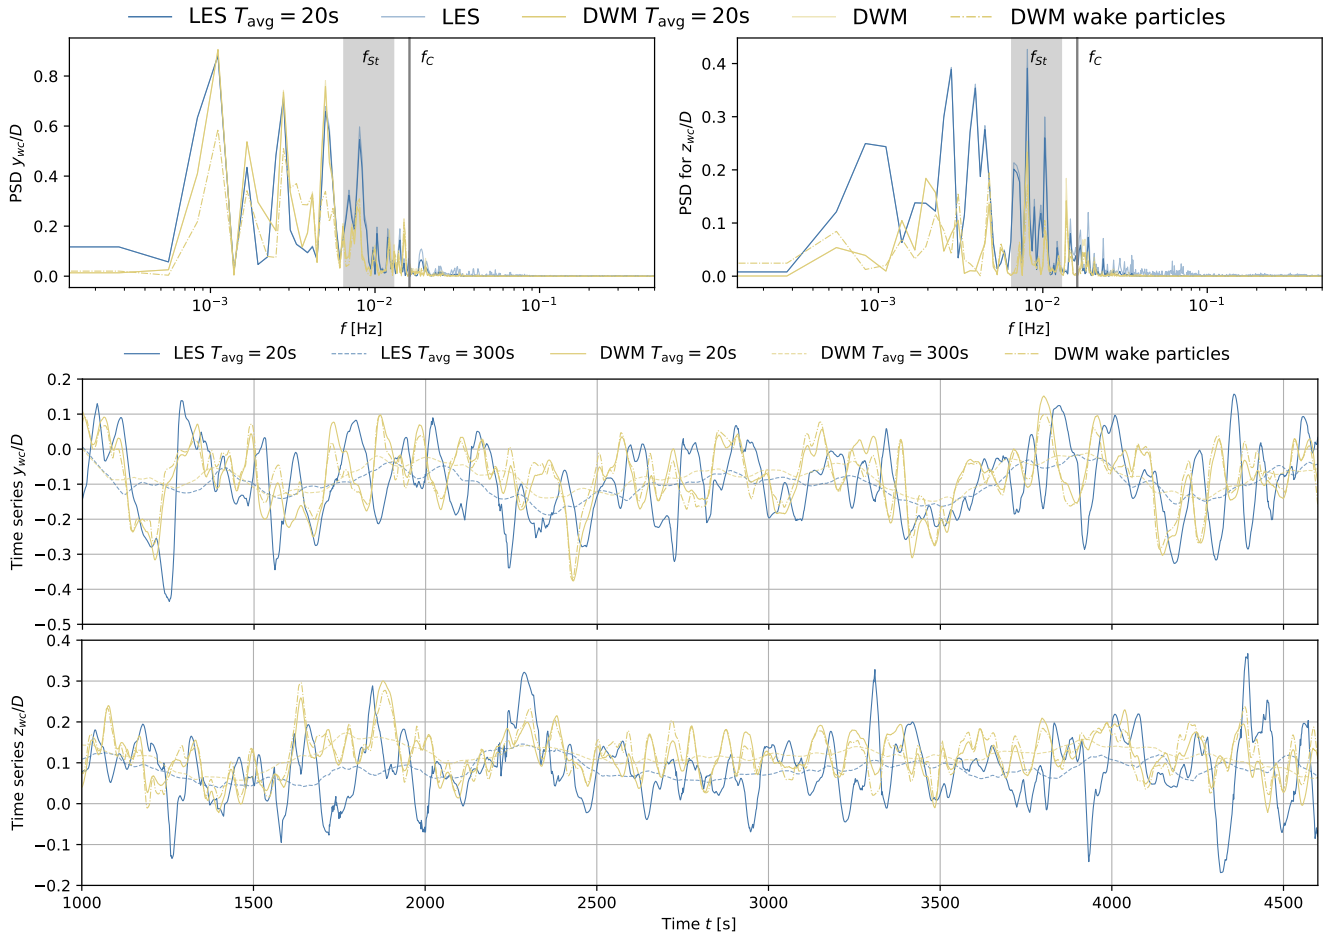 LES T_avg = 20s LES DWM T_avg = 20s DWM DWM wake particles
PSD y_wc/D
0.8
0.6
0.4
0.2
0.0
f_St
f_C
10^−3 10^−2 10^−1
f [Hz]
PSD for z_wc/D
0.4
0.3
0.2
0.1
0.0
f_St
f_C
10^−3 10^−2 10^−1
f [Hz]
LES T_avg = 20s LES T_avg = 300s DWM T_avg = 20s DWM T_avg = 300s DWM wake particles
Time series y_wc/D
0.2
0.1
0.0
−0.1
−0.2
−0.3
−0.4
−0.5
Time series z_wc/D
0.4
0.3
0.2
0.1
0.0
−0.1
−0.2
1000 1500 2000 2500 3000 3500 4000 4500
Time t [s]